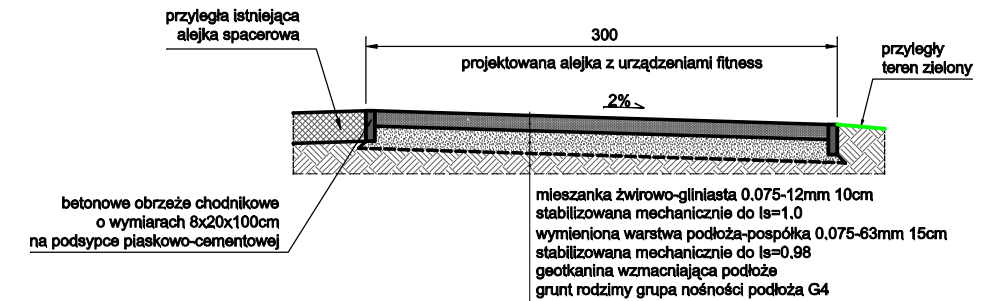 przyległa istniejąca
alejka spacerowa
300
projektowana alejka z urządzeniami fitness
przyległy
teren zielony
2%
betonowe obrzeże chodnikowe
o wymiarach 8x20x100cm
na podsypce piaskowo-cementowej
mieszanka żwirowo-gliniasta 0.075-12mm 10cm
stabilizowana mechanicznie do Is=1.0
wymieniona warstwa podłoża-pospółka 0,075-63mm 15cm
stabilizowana mechanicznie do Is=0,98
geotkanina wzmacniająca podłoże
grunt rodzimy grupa nośności podłoża G4